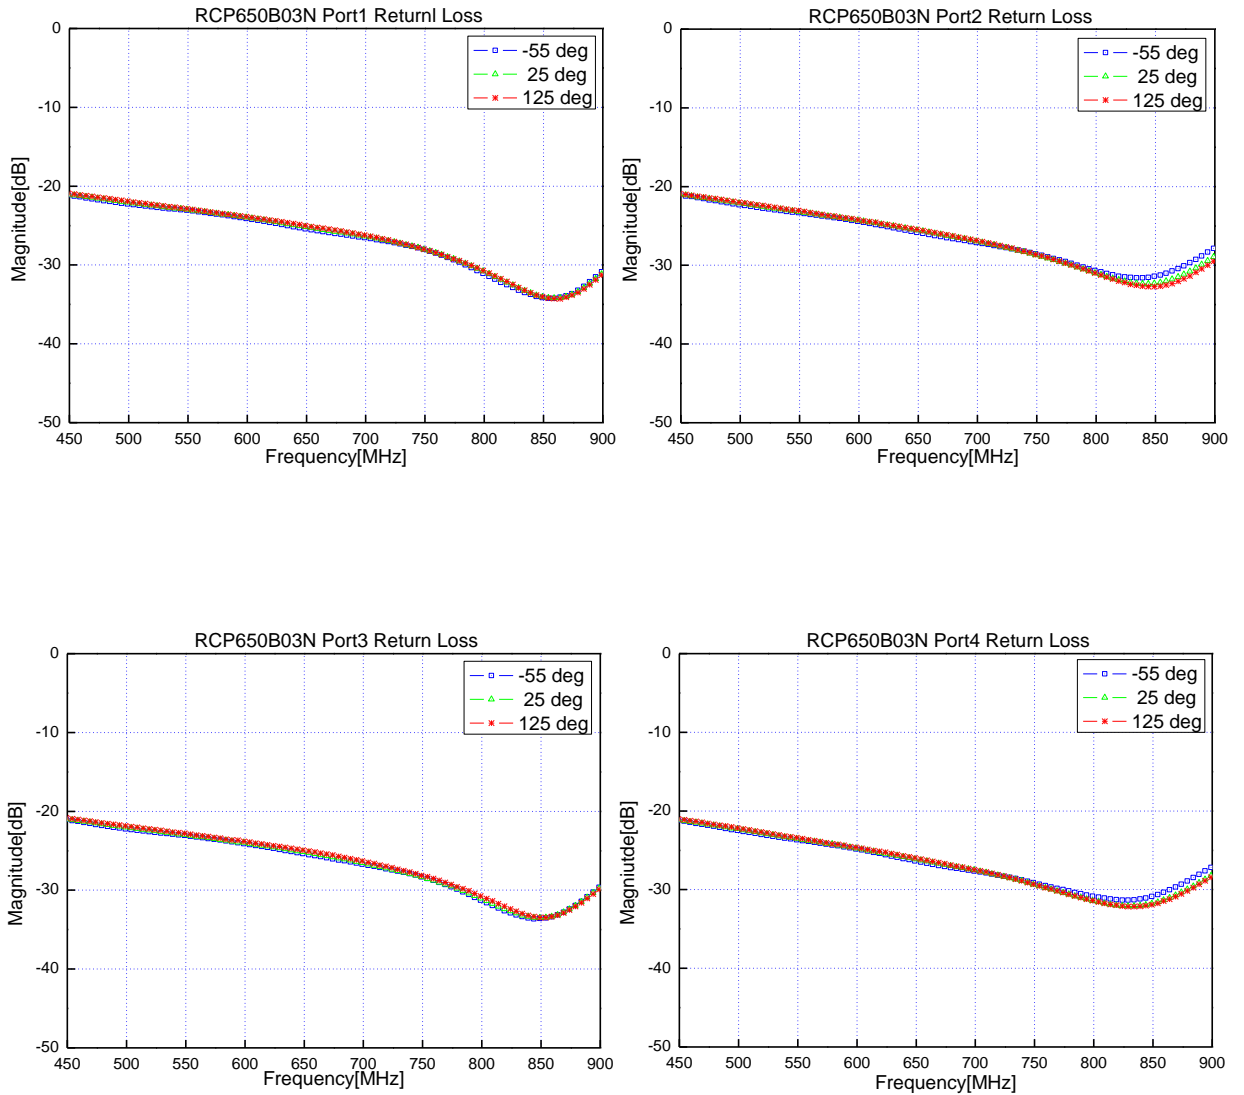 RCP650B03N Port1 Returnl Loss
0
-10
-20
-30
-40
-50
Magnitude[dB]
-55 deg
25 deg
125 deg
450 500 550 600 650 700 750 800 850 900
Frequency[MHz]
RCP650B03N Port2 Return Loss
0
-10
-20
-30
-40
-50
Magnitude[dB]
-55 deg
25 deg
125 deg
450 500 550 600 650 700 750 800 850 900
Frequency[MHz]
RCP650B03N Port3 Return Loss
0
-10
-20
-30
-40
-50
Magnitude[dB]
-55 deg
25 deg
125 deg
450 500 550 600 650 700 750 800 850 900
Frequency[MHz]
RCP650B03N Port4 Return Loss
0
-10
-20
-30
-40
-50
Magniutde[dB]
-55 deg
25 deg
125 deg
450 500 550 600 650 700 750 800 850 900
Frequency[MHz]